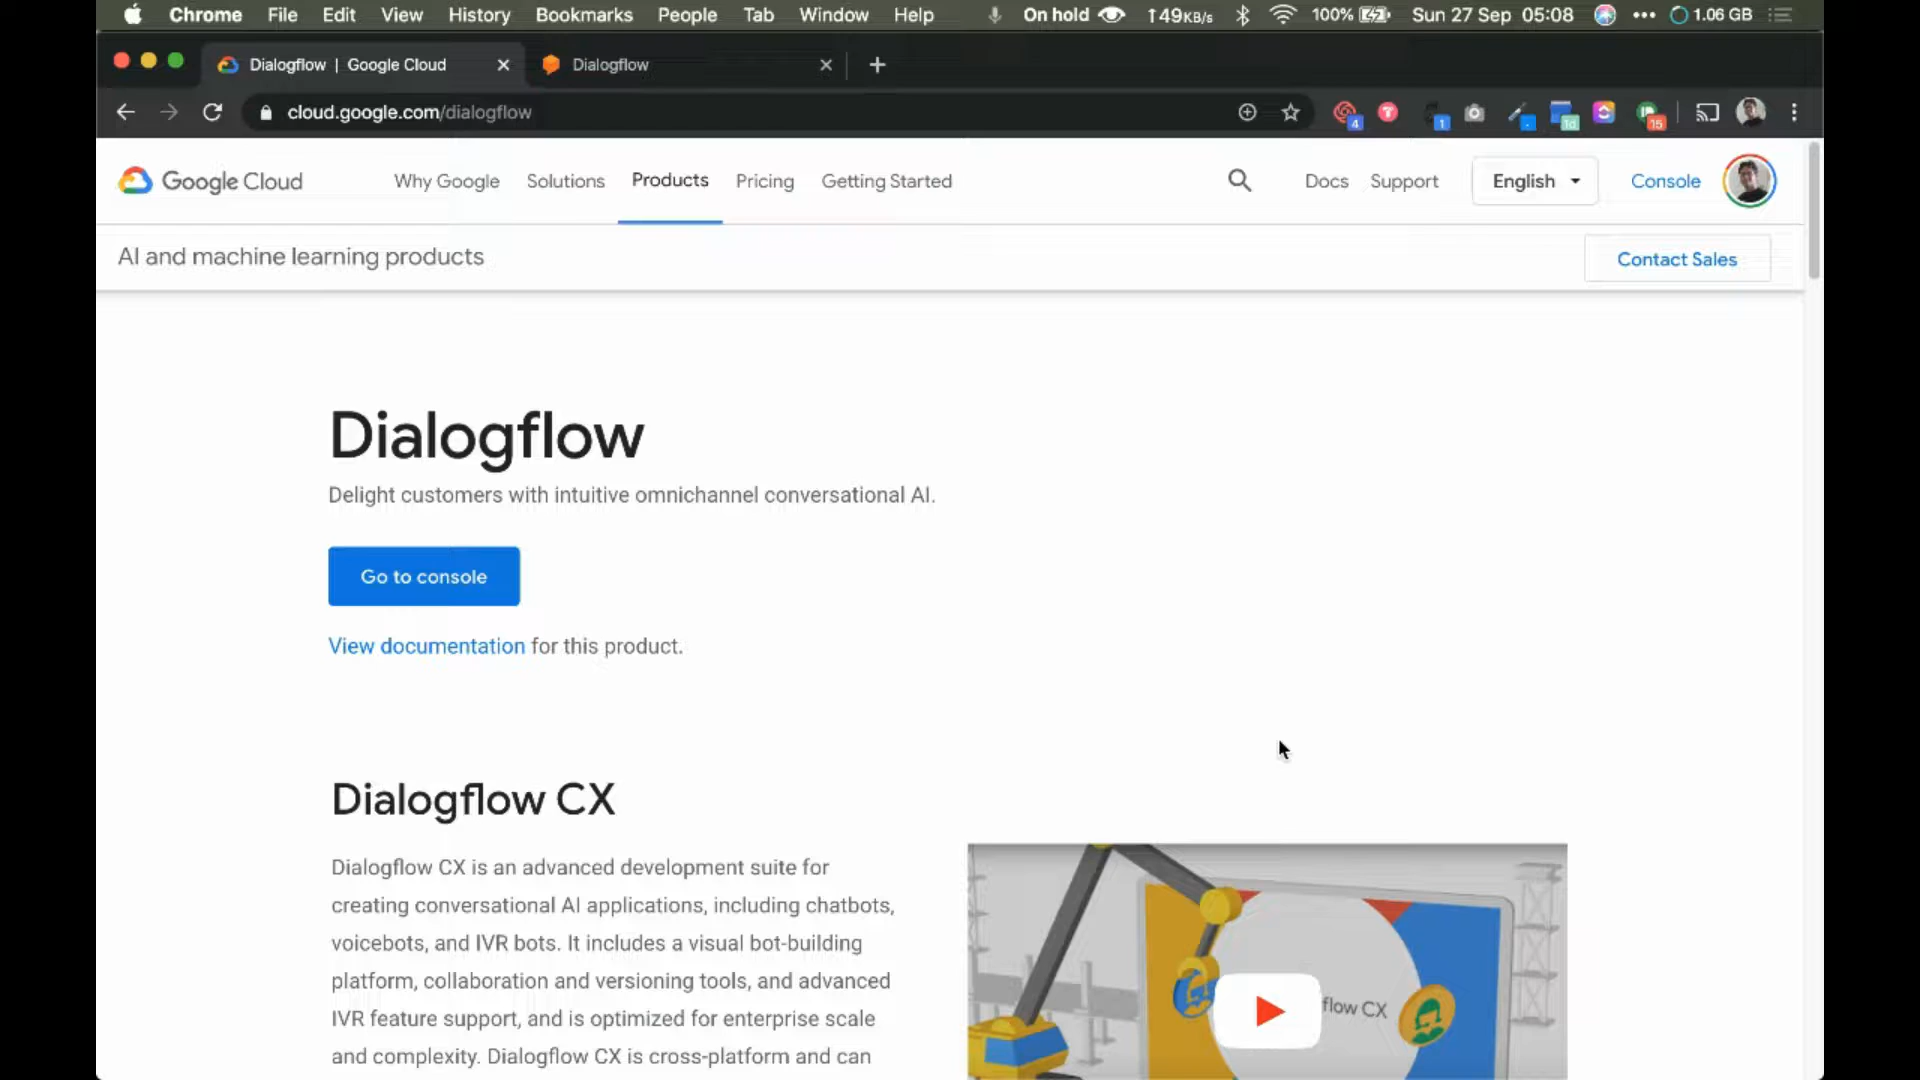 Chrome File Edit View History Bookmarks People Tab Window Help On hold ↑49KB/s 100% Sun 27 Sep 05:08 ••• 1.06 GB
Dialogflow | Google Cloud Dialogflow
cloud.google.com/dialogflow 4 1 1d 15
Google Cloud Why Google Solutions Products Pricing Getting Started Docs Support English Console
AI and machine learning products Contact Sales
Dialogflow
Delight customers with intuitive omnichannel conversational AI.
Go to console
View documentation for this product.
Dialogflow CX
Dialogflow CX is an advanced development suite for
creating conversational AI applications, including chatbots,
voicebots, and IVR bots. It includes a visual bot-building
platform, collaboration and versioning tools, and advanced
IVR feature support, and is optimized for enterprise scale
and complexity. Dialogflow CX is cross-platform and can
flow CX